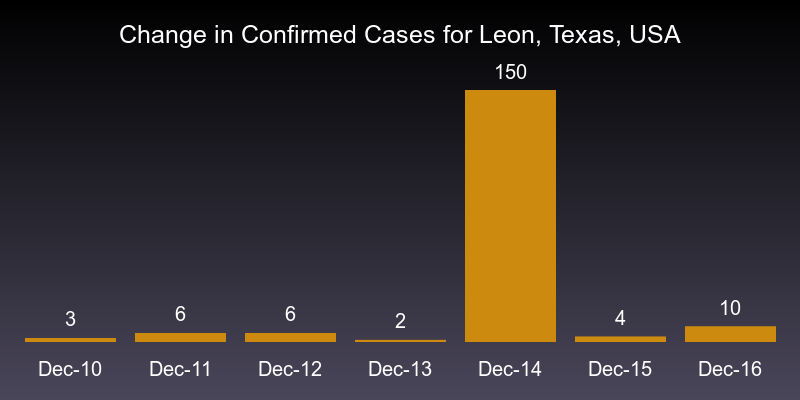 Change in Confirmed Cases for Leon, Texas, USA
150
3
6
6
2
4
10
Dec-10
Dec-11
Dec-12
Dec-13
Dec-14
Dec-15
Dec-16